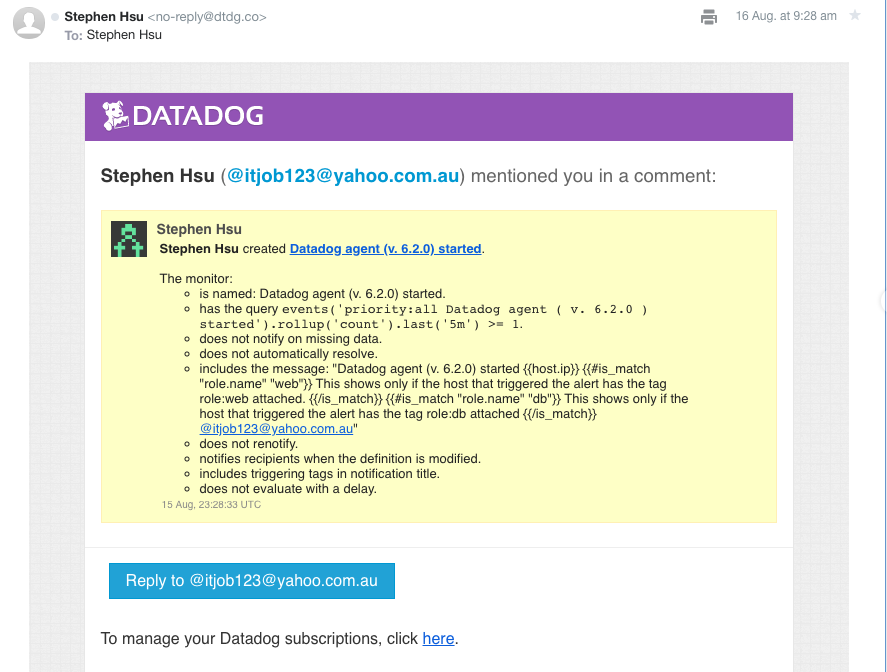 Stephen Hsu <no-reply@dtdg.co>
16 Aug. at 9:28 am
To: Stephen Hsu
DATADOG
Stephen Hsu (@itjob123@yahoo.com.au) mentioned you in a comment:
Stephen Hsu
Stephen Hsu created Datadog agent (v. 6.2.0) started.
The monitor:
is named: Datadog agent (v. 6.2.0) started.
has the query events('priority:all Datadog agent ( v. 6.2.0 )
started').rollup('count').last('5m') >= 1.
does not notify on missing data.
does not automatically resolve.
includes the message: "Datadog agent (v. 6.2.0) started {{host.ip}} {{#is_match
"role.name" "web"}} This shows only if the host that triggered the alert has the tag
role:web attached. {{/is_match}} {{#is_match "role.name" "db"}} This shows only if the
host that triggered the alert has the tag role:db attached {{/is_match}}
@itjob123@yahoo.com.au"
does not renotify.
notifies recipients when the definition is modified.
includes triggering tags in notification title.
does not evaluate with a delay.
15 Aug, 23:28:33 UTC
Reply to @itjob123@yahoo.com.au
To manage your Datadog subscriptions, click here.